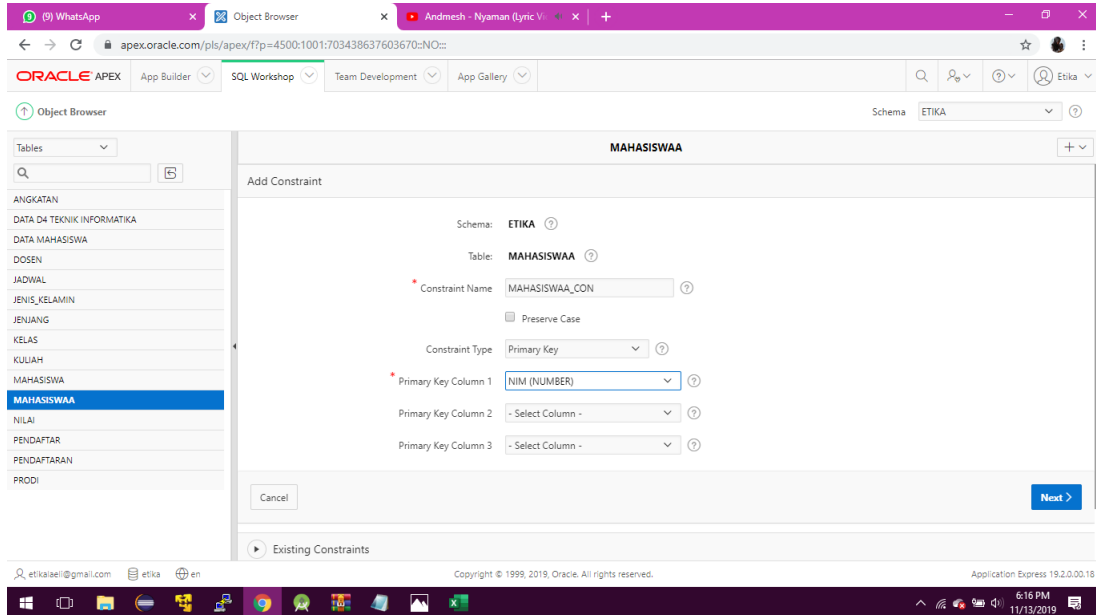 (9) WhatsApp
Object Browser
Andmesh - Nyaman (Lyric Vi
apex.oracle.com/pls/apex/f?p=4500:1001:703438637603670::NO:::
ORACLE APEX App Builder SQL Workshop Team Development App Gallery Etika
Object Browser Schema ETIKA
Tables
MAHASISWAA
Add Constraint
ANGKATAN
DATA D4 TEKNIK INFORMATIKA
DATA MAHASISWA
DOSEN
JADWAL
JENIS_KELAMIN
JENJANG
KELAS
KULIAH
MAHASISWA
MAHASISWAA
NILAI
PENDAFTAR
PENDAFTARAN
PRODI
Schema: ETIKA
Table: MAHASISWAA
* Constraint Name MAHASISWAA_CON
Preserve Case
Constraint Type Primary Key
* Primary Key Column 1 NIM (NUMBER)
Primary Key Column 2 - Select Column -
Primary Key Column 3 - Select Column -
Cancel
Next >
Existing Constraints
etikalaeli@gmail.com etika en
Copyright © 1999, 2019, Oracle. All rights reserved.
Application Express 19.2.0.00.18
6:16 PM
11/13/2019